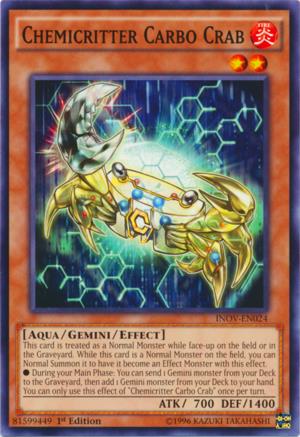 CHEMICRITTER CARBO CRAB
FIRE
炎
INOV-EN024
[AQUA/GEMINI/EFFECT]
This card is treated as a Normal Monster while face-up on the field or in
the Graveyard. While this card is a Normal Monster on the field, you can
Normal Summon it to have it become an Effect Monster with this effect.
● During your Main Phase: You can send 1 Gemini monster from your Deck
to the Graveyard, then add 1 Gemini monster from your Deck to your hand.
You can only use this effect of "Chemicritter Carbo Crab" once per turn.
ATK/ 700 DEF/1400
81599449 1st Edition ©1996 KAZUKI TAKAHASHI